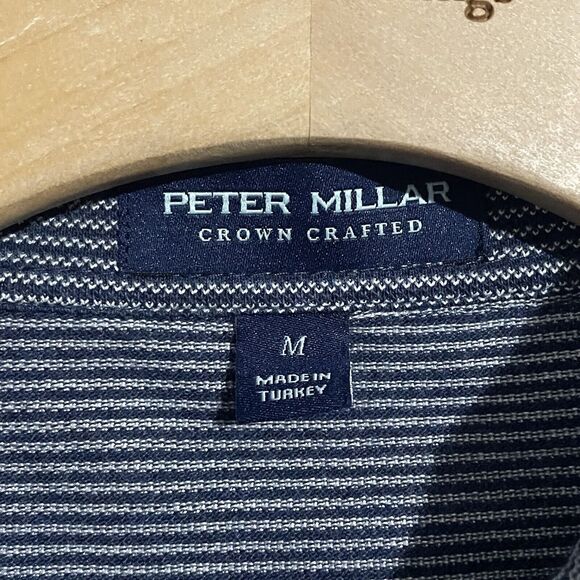 PETER MILLAR
CROWN CRAFTED
M
MADE IN
TURKEY